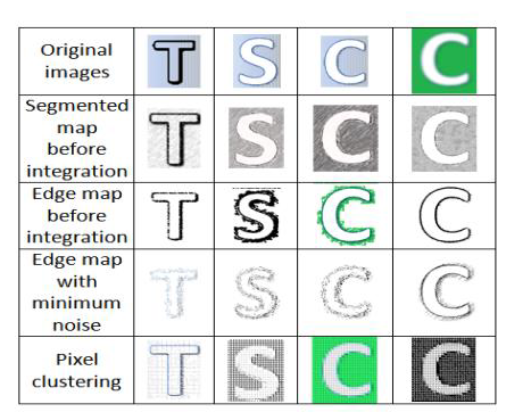 Original
images
T S C C
Segmented
map
before
integration
T S C C
Edge map
before
integration
T S C C
Edge map
with
minimum
noise
T S C C
Pixel
clustering
T S C C